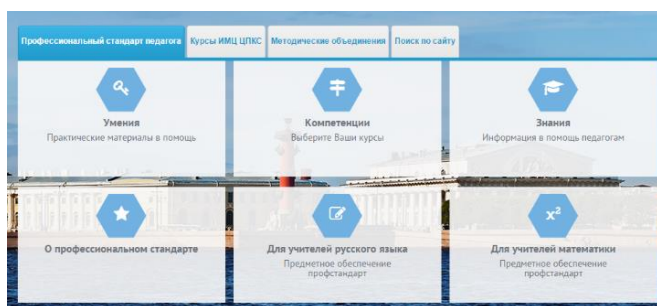 Профессиональный стандарт педагога
Курсы ИМЦ ЦПКС
Методические объединения
Поиск по сайту
Умения
Практические материалы в помощь
Компетенции
Выберите Ваши курсы
Знания
Информация в помощь педагогам
О профессиональном стандарте
Для учителей русского языка
Предметное обеспечение
профстандарт
x²
Для учителей математики
Предметное обеспечение
профстандарт